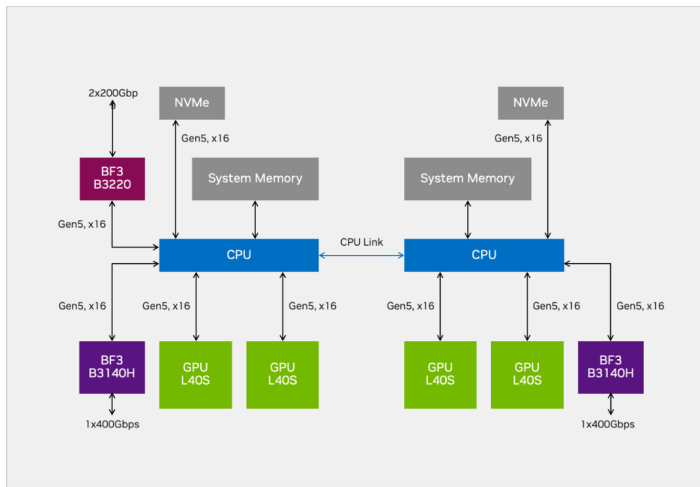 2x200Gbp
s
NVMe
NVMe
Gen5, x16
Gen5, x16
BF3
B3220
System Memory
System Memory
Gen5, x16
CPU Link
CPU
CPU
Gen5, x16
Gen5, x16
Gen5, x16
Gen5, x16
Gen5, x16
Gen5, x16
BF3
B3140H
GPU
L40S
GPU
L40S
GPU
L40S
GPU
L40S
BF3
B3140H
1x400Gbps
1x400Gbps